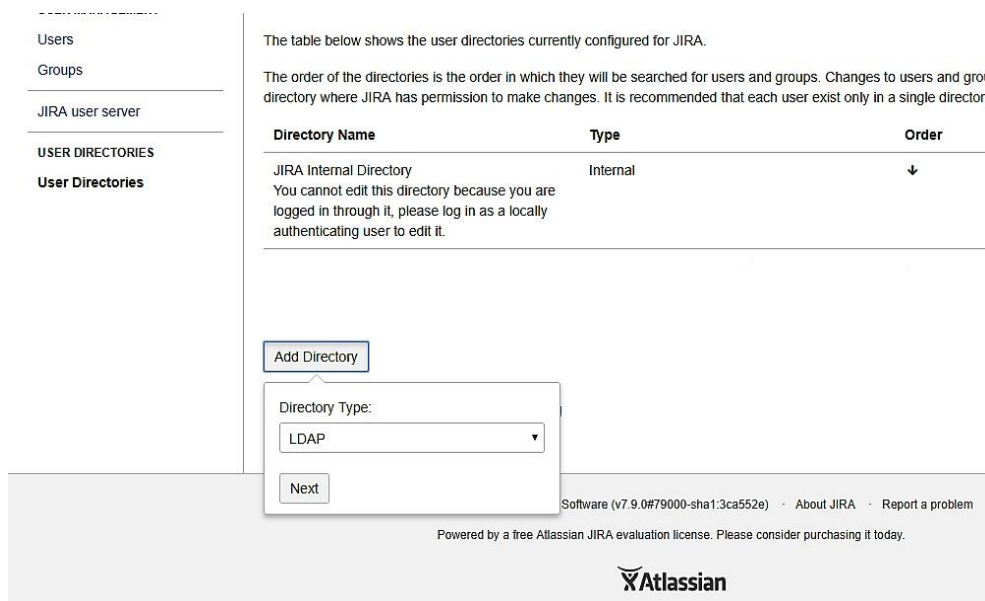 Users
Groups
JIRA user server
USER DIRECTORIES
User Directories
The table below shows the user directories currently configured for JIRA.
The order of the directories is the order in which they will be searched for users and groups. Changes to users and
directory where JIRA has permission to make changes. It is recommended that each user exist only in a single
Directory Name Type Order
JIRA Internal Directory Internal
You cannot edit this directory because you are
logged in through it, please log in as a locally
authenticating user to edit it.
Add Directory
Directory Type:
LDAP
Next
Software (v7.9.0#79000-sha1:3ca552e) · About JIRA · Report a problem
Powered by a free Atlassian JIRA evaluation license. Please consider purchasing it today.
Atlassian